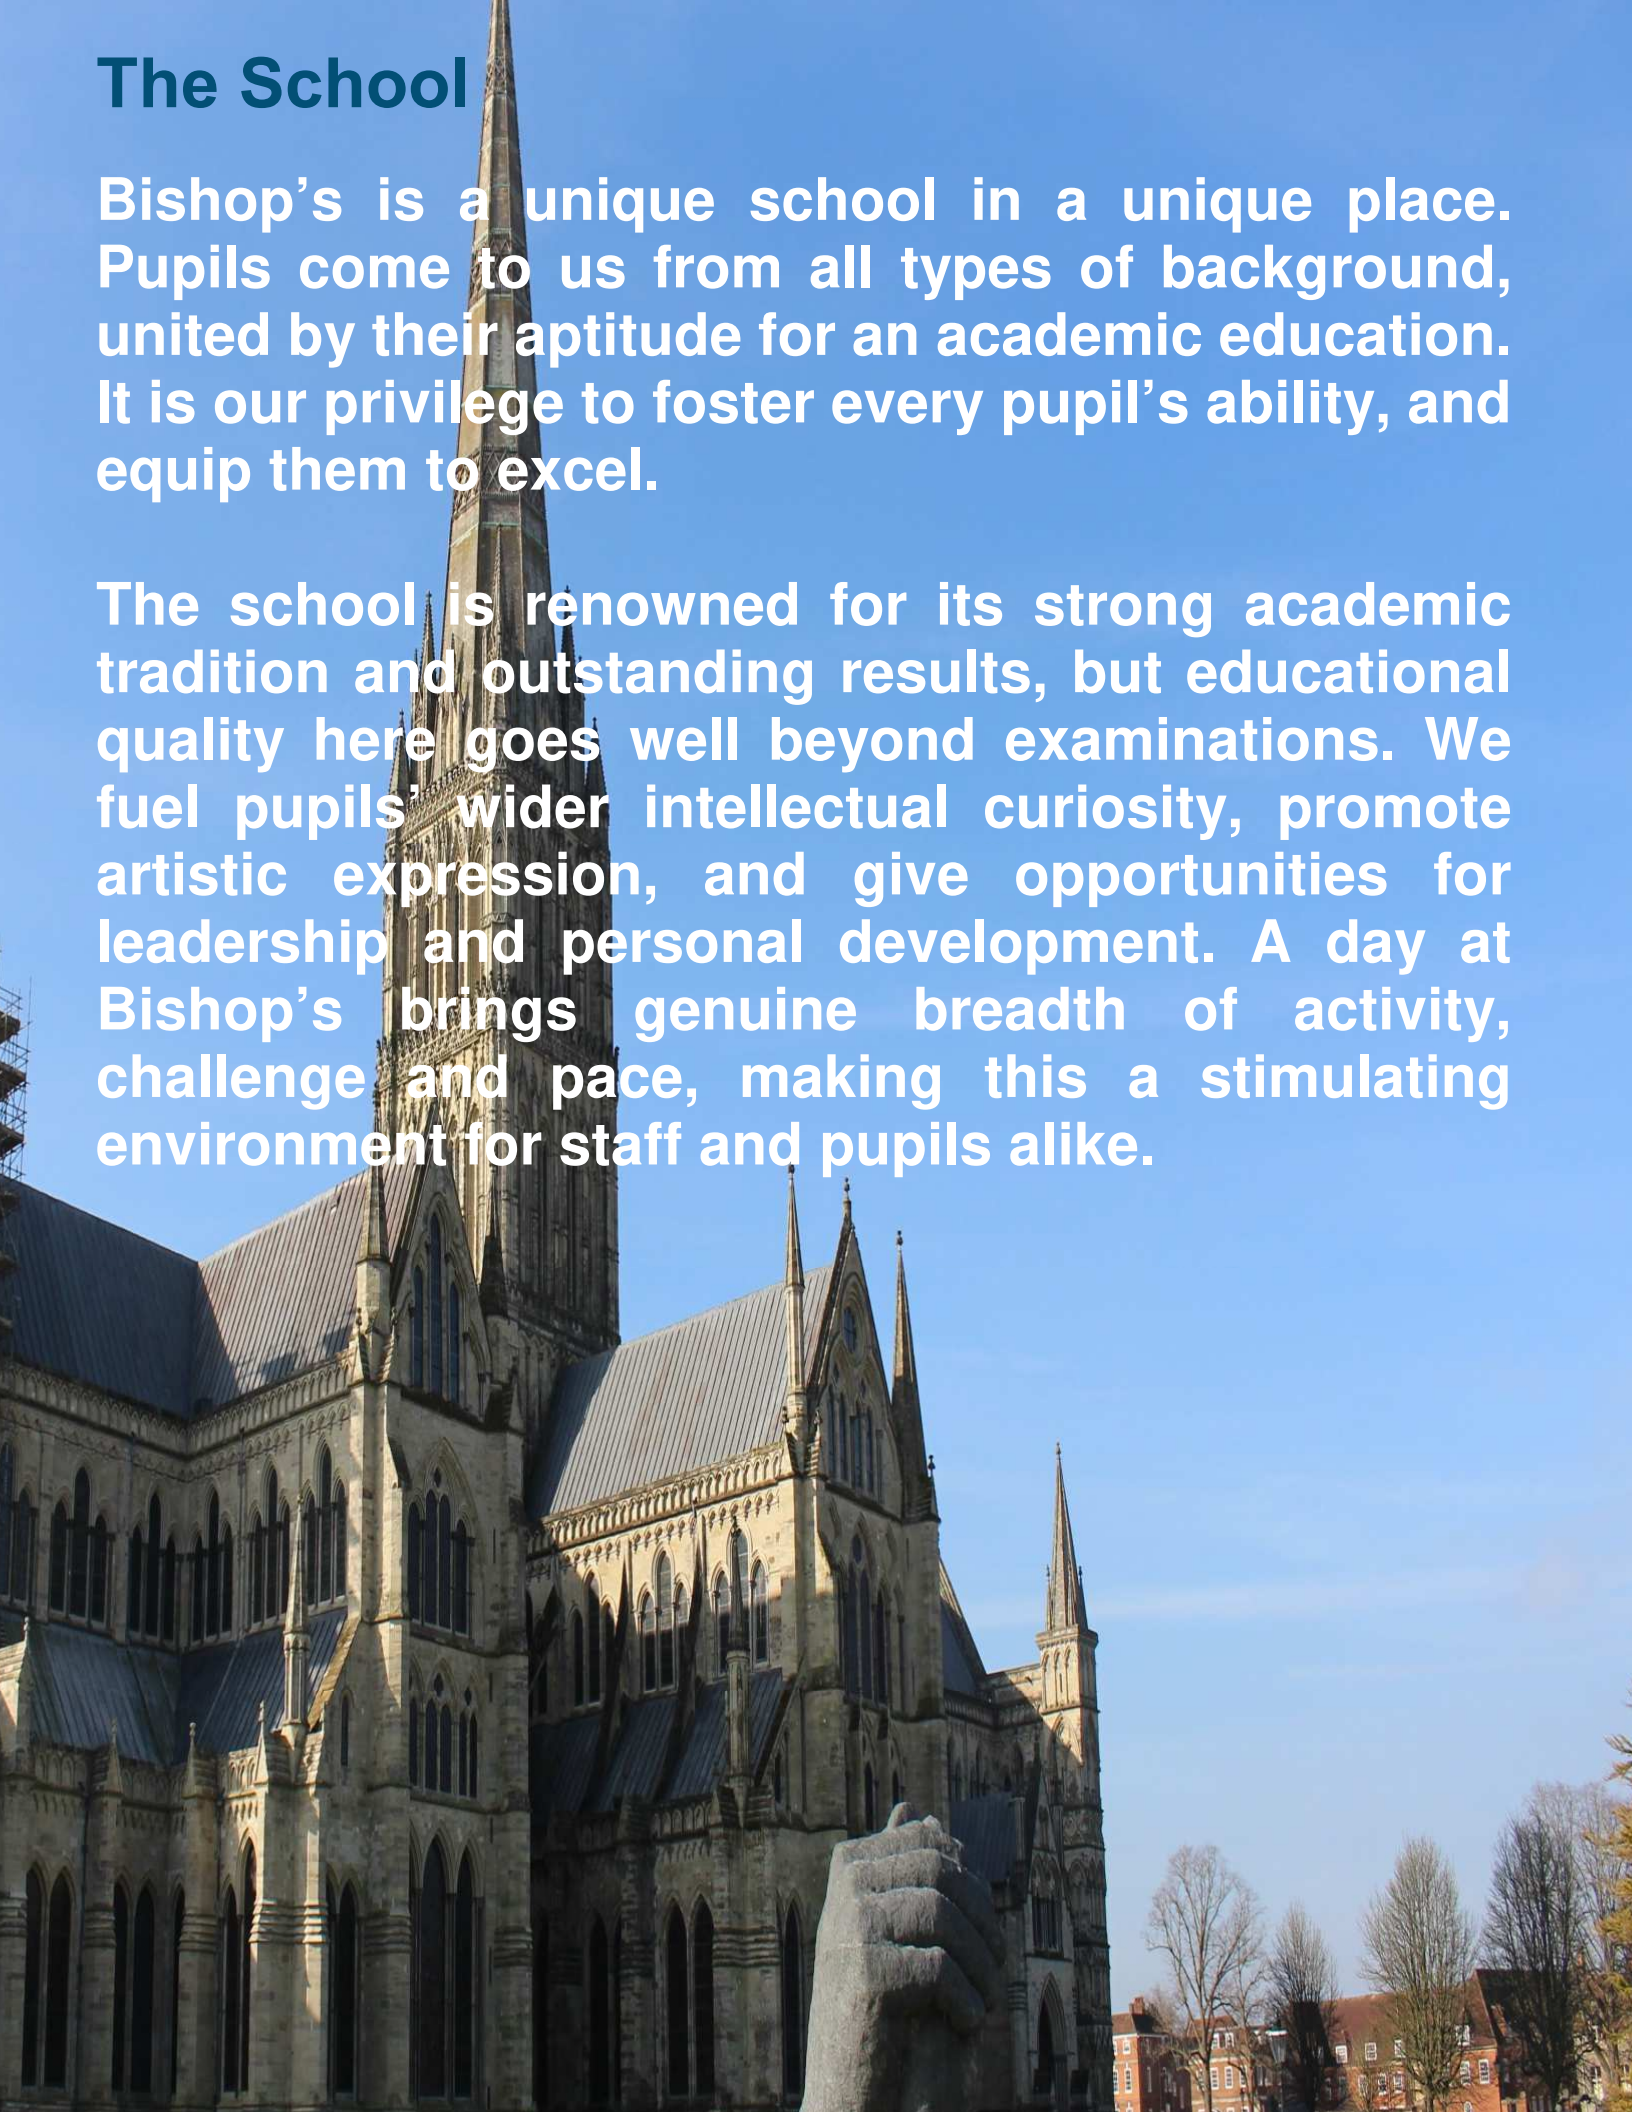 The School
Bishop’s is a unique school in a unique place.
Pupils come to us from all types of background,
united by their aptitude for an academic education.
It is our privilege to foster every pupil’s ability, and
equip them to excel.
The school is renowned for its strong academic
tradition and outstanding results, but educational
quality here goes well beyond examinations. We
fuel pupils’ wider intellectual curiosity, promote
artistic expression, and give opportunities for
leadership and personal development. A day at
Bishop’s brings genuine breadth of activity,
challenge and pace, making this a stimulating
environment for staff and pupils alike.